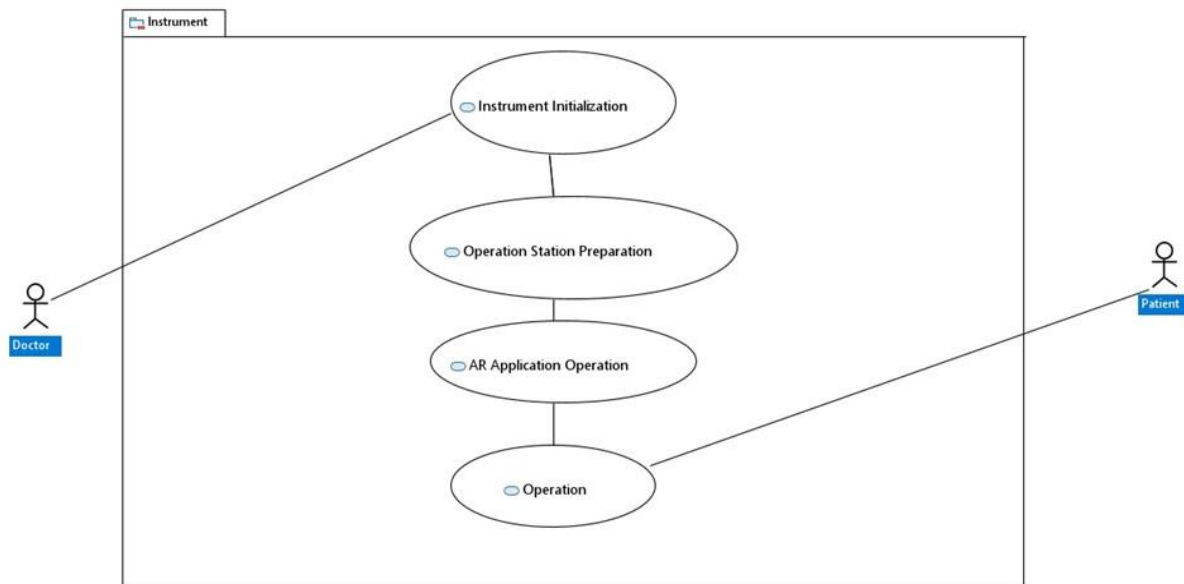 Instrument
Instrument Initialization
Operation Station Preparation
Doctor
Patient
AR Application Operation
Operation